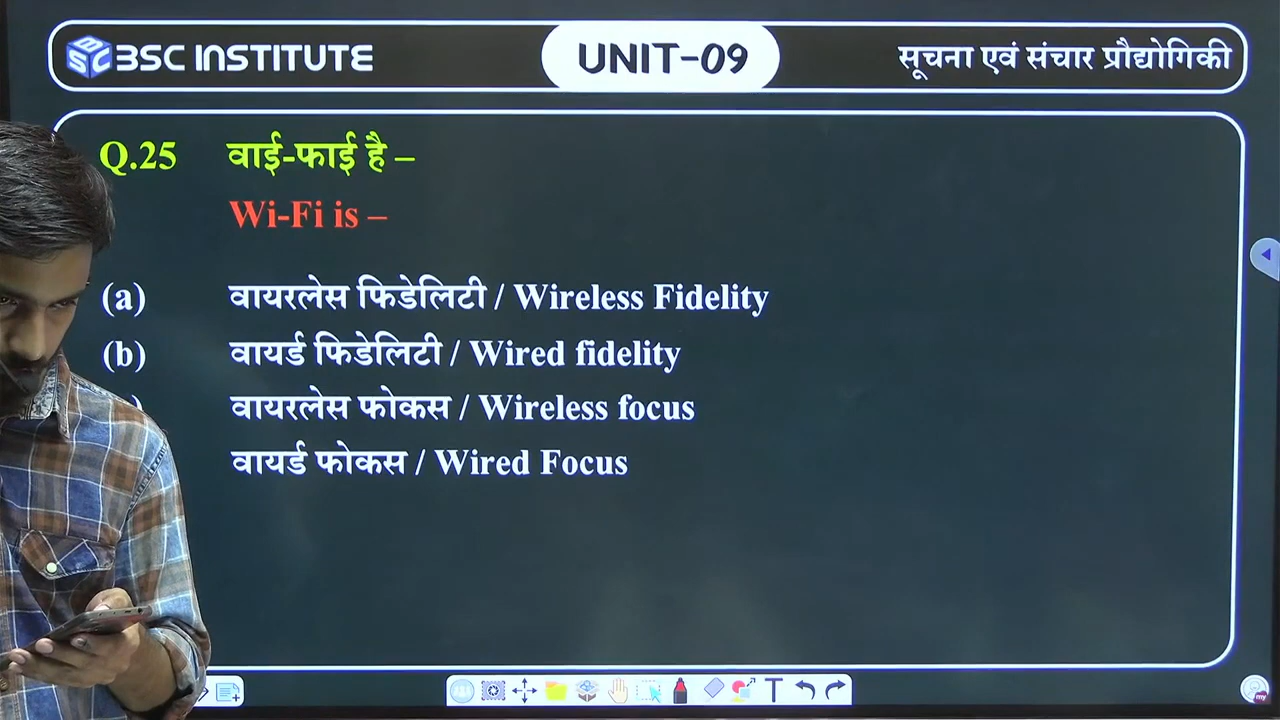 BSC INSTITUTE
UNIT-09
सूचना एवं संचार प्रौद्योगिकी
Q.25 वाई-फाई है –
Wi-Fi is –
(a) वायरलेस फिडेलिटी / Wireless Fidelity
(b) वायर्ड फिडेलिटी / Wired fidelity
वायरलेस फोकस / Wireless focus
वायर्ड फोकस / Wired Focus